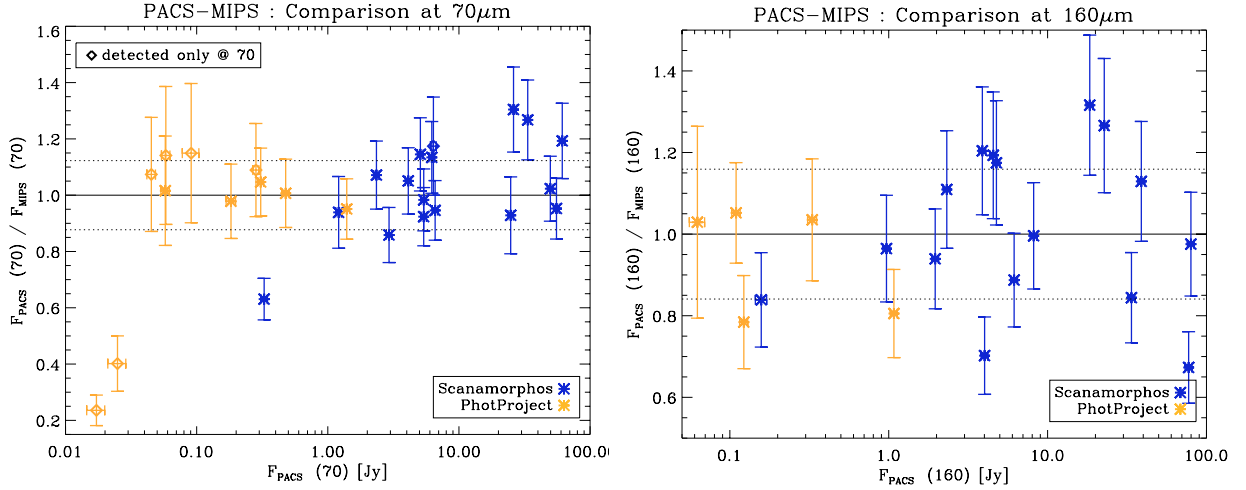 PACS-MIPS : Comparison at 70μm
1.6
1.4
1.2
1.0
0.8
0.6
0.4
0.2
F_PACS (70) / F_MIPS (70)
detected only @ 70
Scanamorphos
PhotProject
0.01
0.10
1.00
10.00
100.0
F_PACS (70) [Jy]
PACS-MIPS : Comparison at 160μm
1.4
1.2
1.0
0.8
0.6
F_PACS (160) / F_MIPS (160)
Scanamorphos
PhotProject
0.1
1.0
10.0
100.0
F_PACS (160) [Jy]